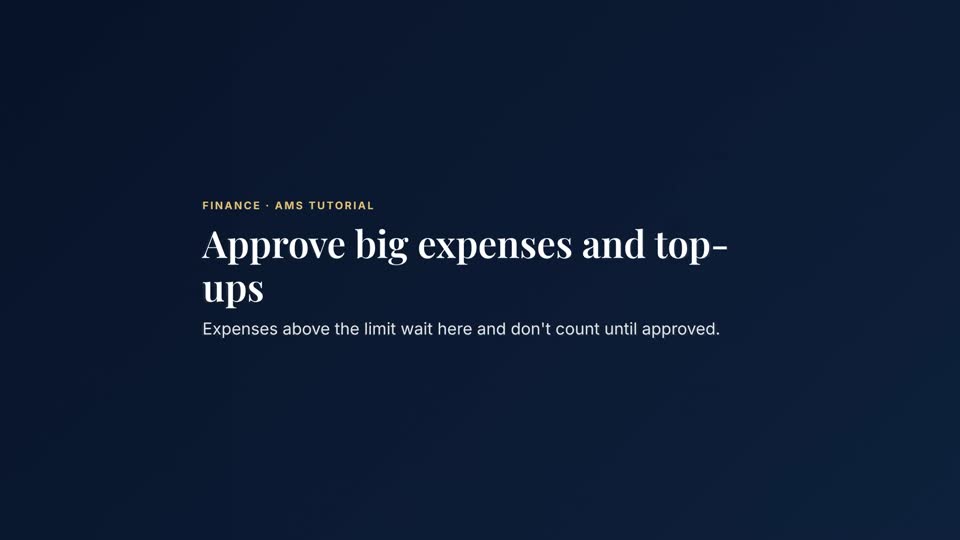 FINANCE · AMS TUTORIAL
Approve big expenses and top-
ups
Expenses above the limit wait here and don't count until approved.